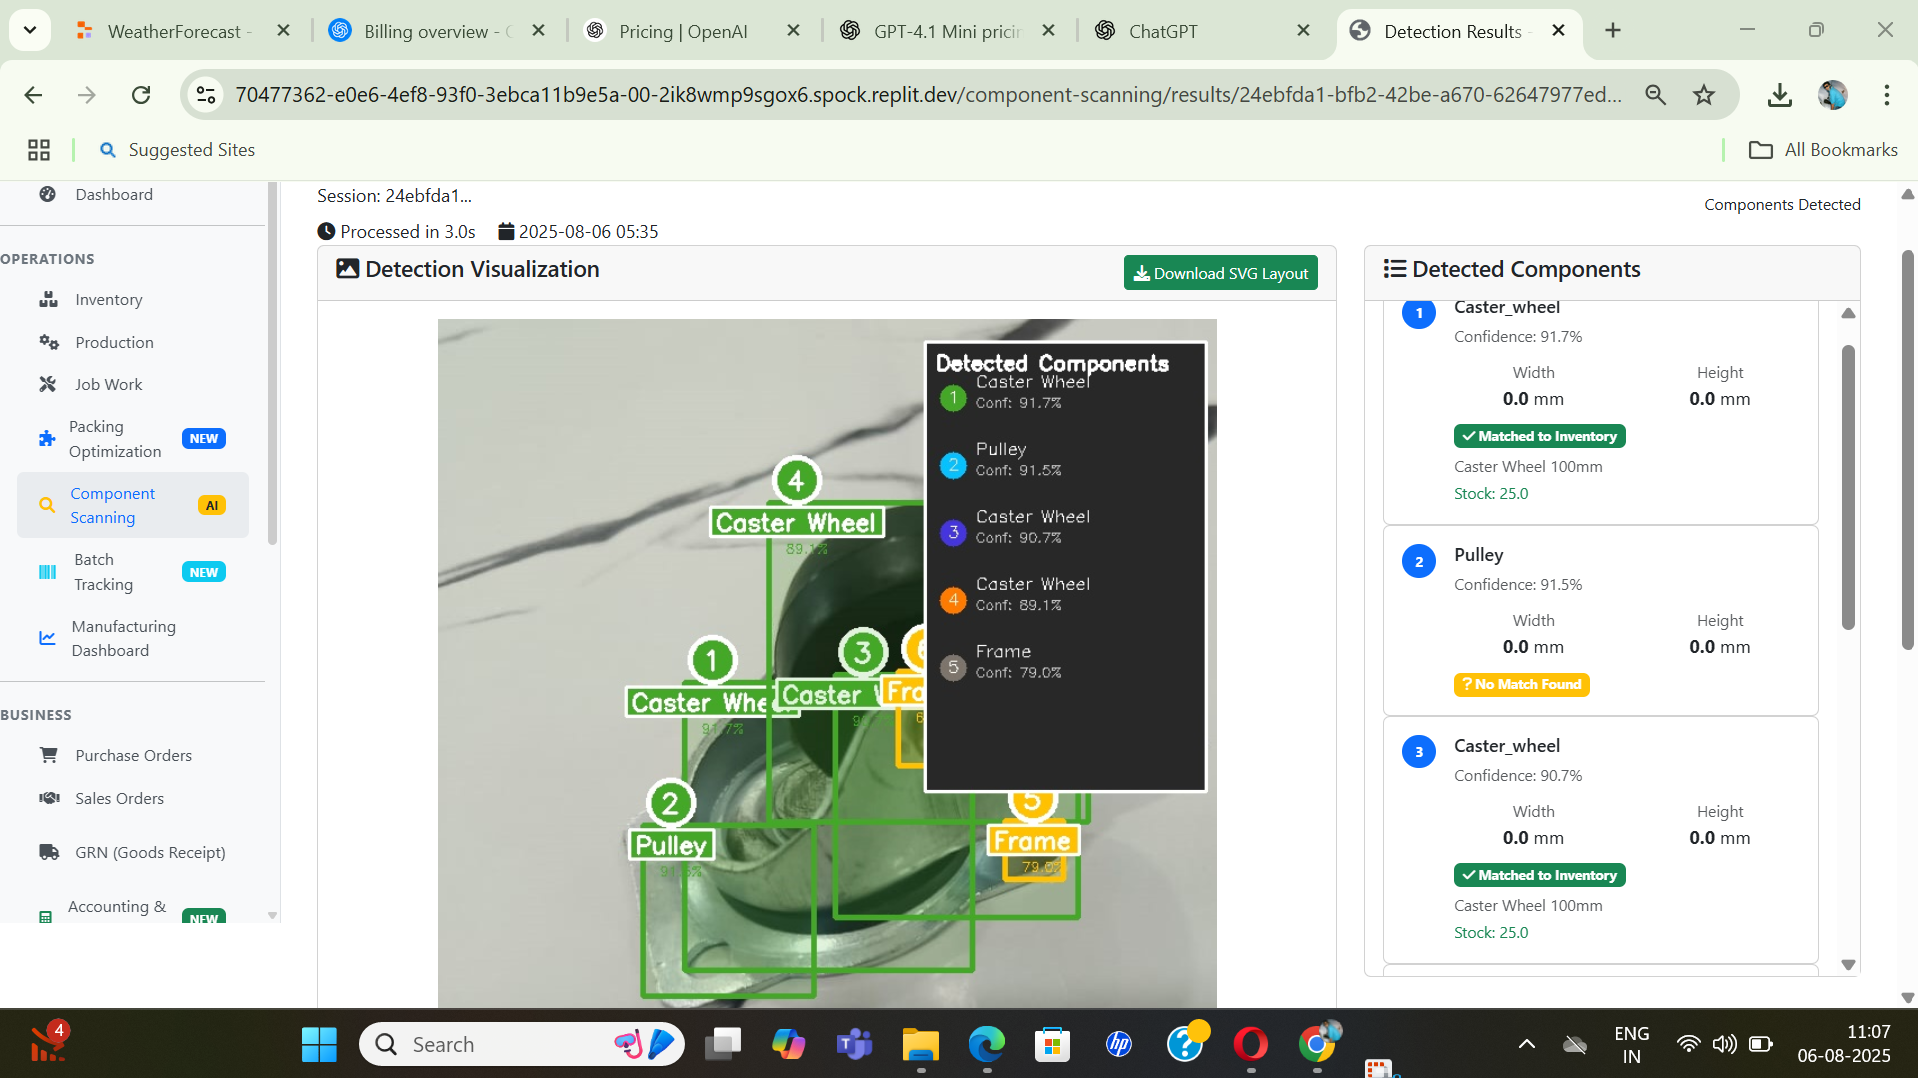 WeatherForecast -
Billing overview -
Pricing | OpenAI
GPT-4.1 Mini pricin
ChatGPT
Detection Results -
70477362-e0e6-4ef8-93f0-3ebca11b9e5a-00-2ik8wmp9sgox6.spock.replit.dev/component-scanning/results/24ebfda1-bfb2-42be-a670-62647977ed...
Suggested Sites
All Bookmarks
Dashboard
OPERATIONS
Inventory
Production
Job Work
Packing
Optimization
NEW
Component
Scanning
AI
Batch
Tracking
NEW
Manufacturing
Dashboard
BUSINESS
Purchase Orders
Sales Orders
GRN (Goods Receipt)
Accounting &
NEW
Session: 24ebfda1...
Processed in 3.0s
2025-08-06 05:35
Components Detected
Detection Visualization
Download SVG Layout
4
Caster Wheel
89.1%
1
Caster Whe
91.7%
3
Caster
2
Pulley
5
Frame
79.0%
Detected Components
1
Caster Wheel
Conf: 91.7%
2
Pulley
Conf: 91.5%
3
Caster Wheel
Conf: 90.7%
4
Caster Wheel
Conf: 89.1%
5
Frame
Conf: 79.0%
Detected Components
1
Caster_wheel
Confidence: 91.7%
Width Height
0.0 mm 0.0 mm
Matched to Inventory
Caster Wheel 100mm
Stock: 25.0
2
Pulley
Confidence: 91.5%
Width Height
0.0 mm 0.0 mm
? No Match Found
3
Caster_wheel
Confidence: 90.7%
Width Height
0.0 mm 0.0 mm
Matched to Inventory
Caster Wheel 100mm
Stock: 25.0
4
Search
hp
ENG
IN
11:07
06-08-2025